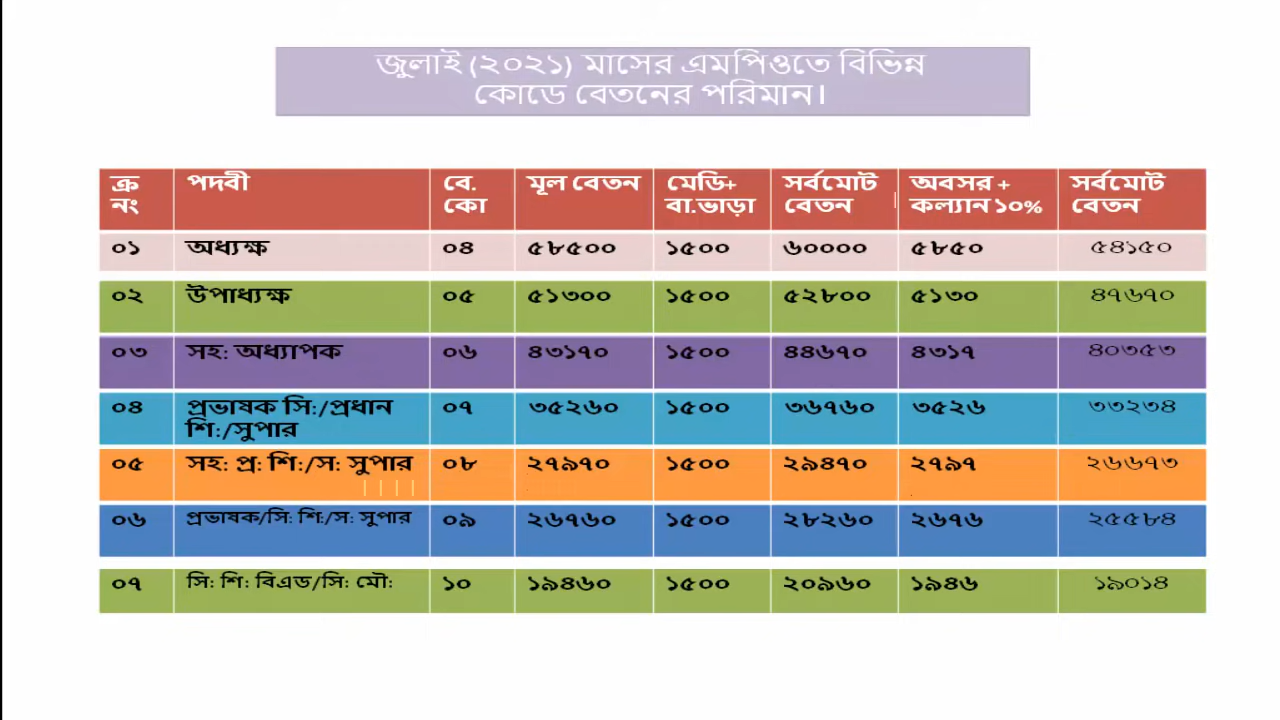 জুলাই (২০২১) মাসের এমপিওতে বিভিন্ন
কোডে বেতনের পরিমান।
ক্র নং পদবী বে. কো মূল বেতন মেডি+ বা.ভাড়া সর্বমোট বেতন অবসর + কল্যান ১০% সর্বমোট বেতন
০১ অধ্যক্ষ ০৪ ৫৮৫০০ ১৫০০ ৬০০০০ ৫৮৫০ ৫৪১৫০
০২ উপাধ্যক্ষ ০৫ ৫১৩০০ ১৫০০ ৫২৮০০ ৫১৩০ ৪৭৬৭০
০৩ সহ: অধ্যাপক ০৬ ৪৩১৭০ ১৫০০ ৪৪৬৭০ ৪৩১৭ ৪০৩৫৩
০৪ প্রভাষক সি:/প্রধান শি:/সুপার ০৭ ৩৫২৬০ ১৫০০ ৩৬৭৬০ ৩৫২৬ ৩৩২৩৪
০৫ সহ: প্র: শি:/স: সুপার ০৮ ২৭৯৭০ ১৫০০ ২৯৪৭০ ২৭৯৭ ২৬৬৭৩
০৬ প্রভাষক/সি: শি:/স: সুপার ০৯ ২৬৭৬০ ১৫০০ ২৮২৬০ ২৬৭৬ ২৫৫৮৪
০৭ সি: শি: বিএড/সি: মৌ: ১০ ১৯৪৬০ ১৫০০ ২০৯৬০ ১৯৪৬ ১৯০১৪